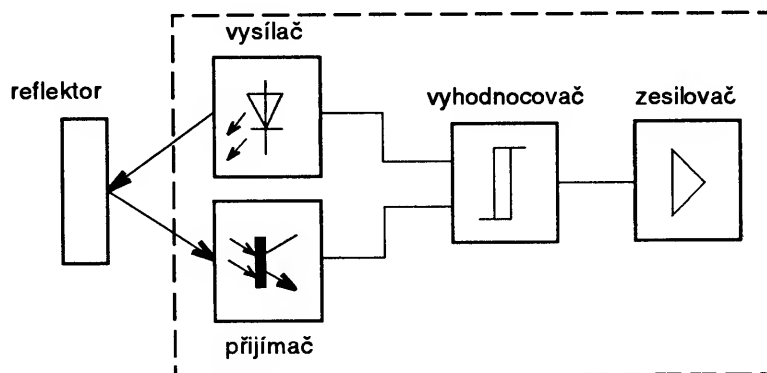 vysílač
reflektor
vyhodnocovač
zesilovač
přijímač